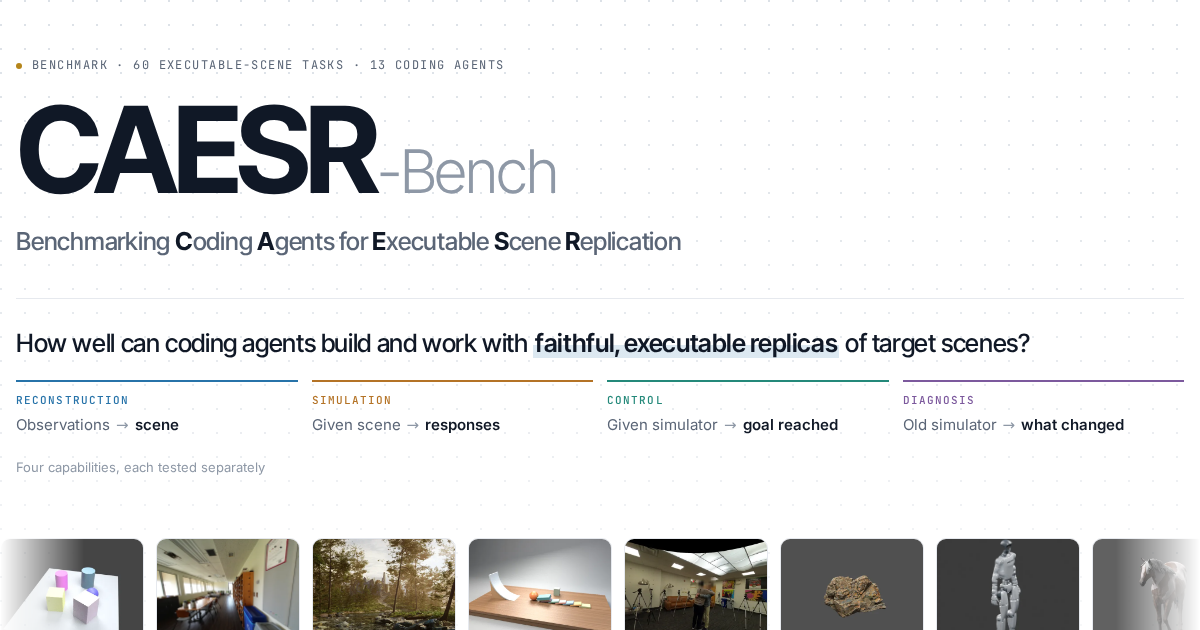 BENCHMARK · 60 EXECUTABLE-SCENE TASKS · 13 CODING AGENTS
CAESR-Bench
Benchmarking Coding Agents for Executable Scene Replication
How well can coding agents build and work with faithful, executable replicas of target scenes?
RECONSTRUCTION
Observations → scene
SIMULATION
Given scene → responses
CONTROL
Given simulator → goal reached
DIAGNOSIS
Old simulator → what changed
Four capabilities, each tested separately